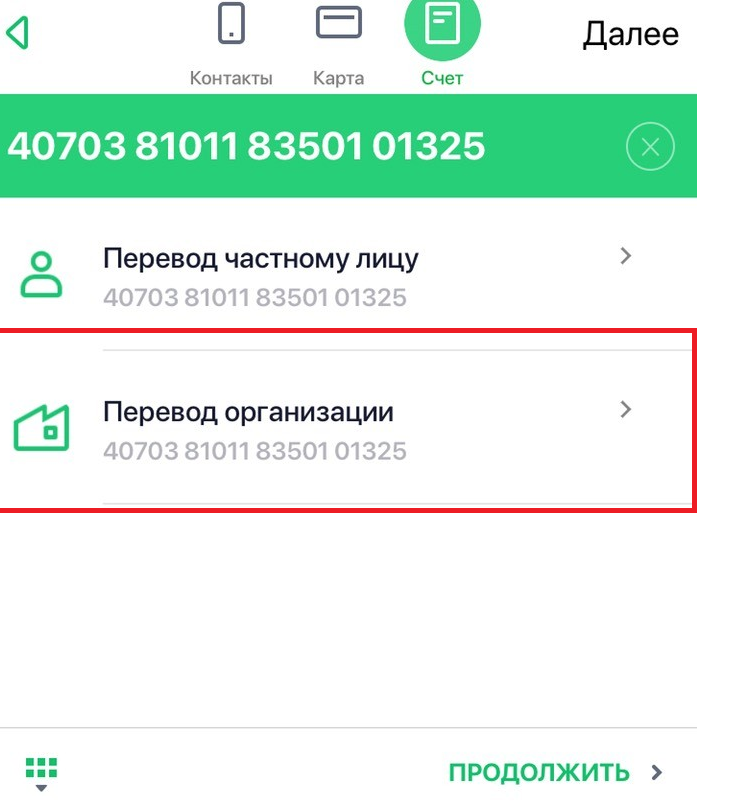 Далее
Контакты
Карта
Счет
40703 81011 83501 01325
Перевод частному лицу
40703 81011 83501 01325
Перевод организации
40703 81011 83501 01325
ПРОДОЛЖИТЬ